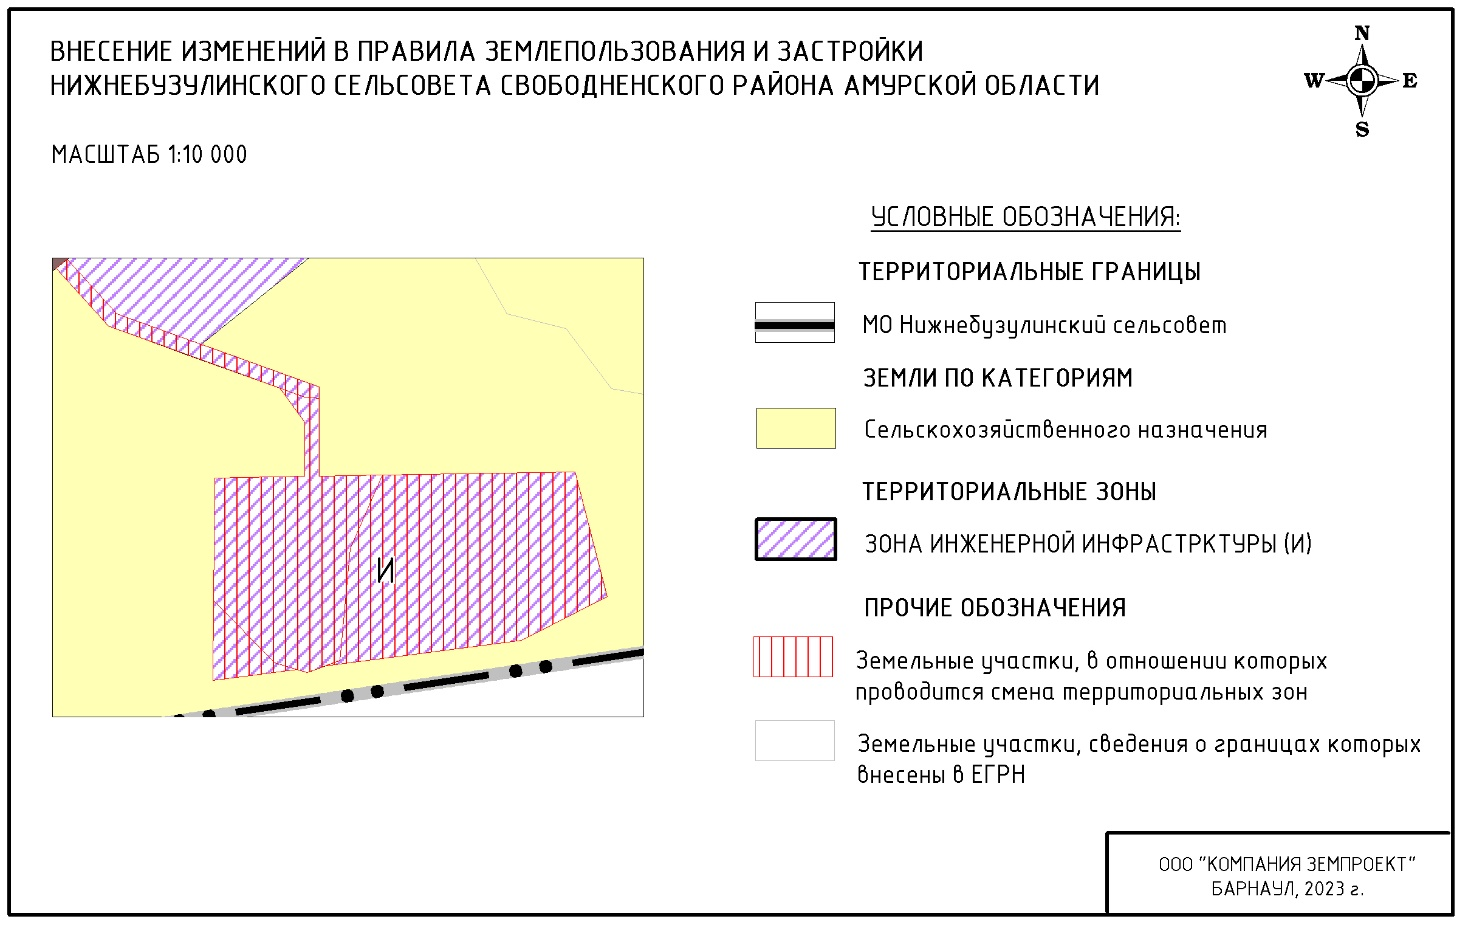 ВНЕСЕНИЕ ИЗМЕНЕНИЙ В ПРАВИЛА ЗЕМЛЕПОЛЬЗОВАНИЯ И ЗАСТРОЙКИ
НИЖНЕБУЗУЛИНСКОГО СЕЛЬСОВЕТА СВОБОДНЕНСКОГО РАЙОНА АМУРСКОЙ ОБЛАСТИ
N
W E
S
МАСШТАБ 1:10 000
УСЛОВНЫЕ ОБОЗНАЧЕНИЯ:
ТЕРРИТОРИАЛЬНЫЕ ГРАНИЦЫ
МО Нижнебузулинский сельсовет
ЗЕМЛИ ПО КАТЕГОРИЯМ
Сельскохозяйственного назначения
ТЕРРИТОРИАЛЬНЫЕ ЗОНЫ
ЗОНА ИНЖЕНЕРНОЙ ИНФРАСТРКТУРЫ (И)
ПРОЧИЕ ОБОЗНАЧЕНИЯ
Земельные участки, в отношении которых
проводится смена территориальных зон
Земельные участки, сведения о границах которых
внесены в ЕГРН
И
ООО "КОМПАНИЯ ЗЕМПРОЕКТ"
БАРНАУЛ, 2023 г.